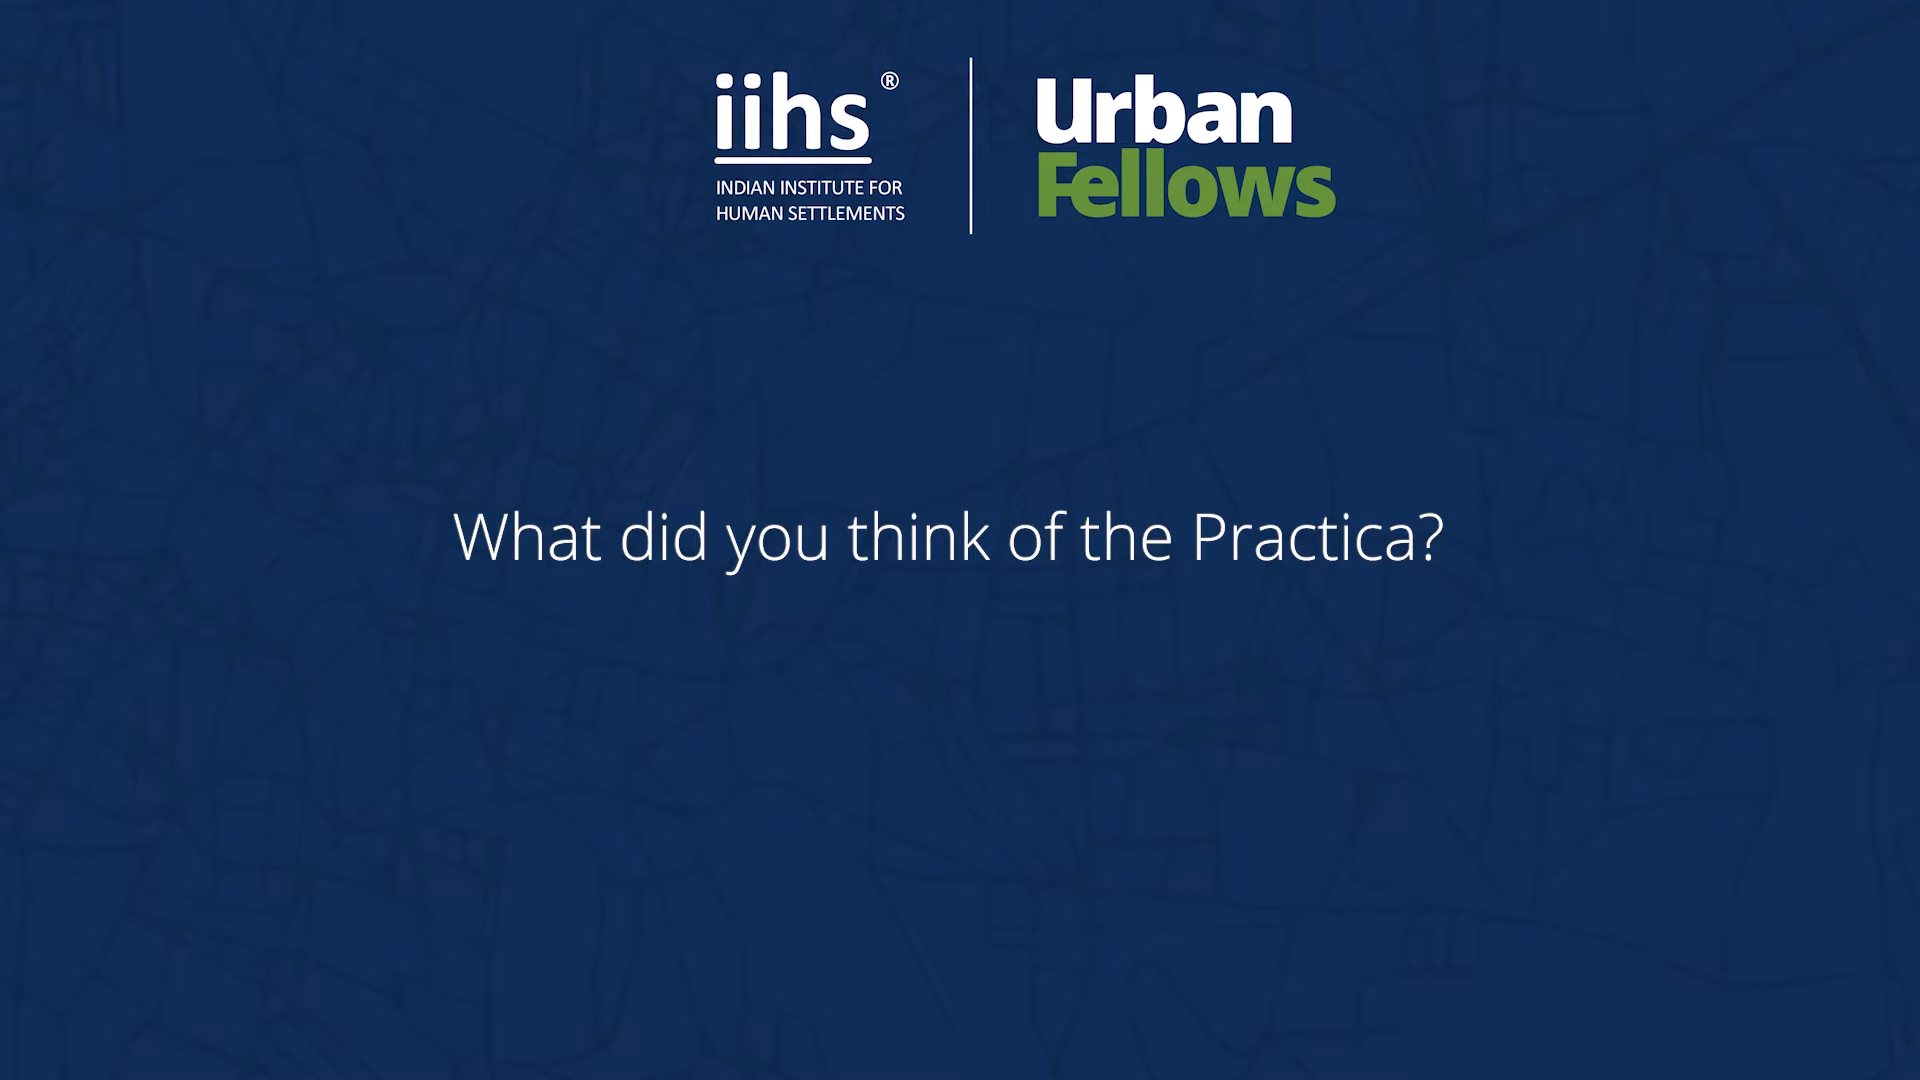 iihs®
INDIAN INSTITUTE FOR
HUMAN SETTLEMENTS
Urban
Fellows
What did you think of the Practica?